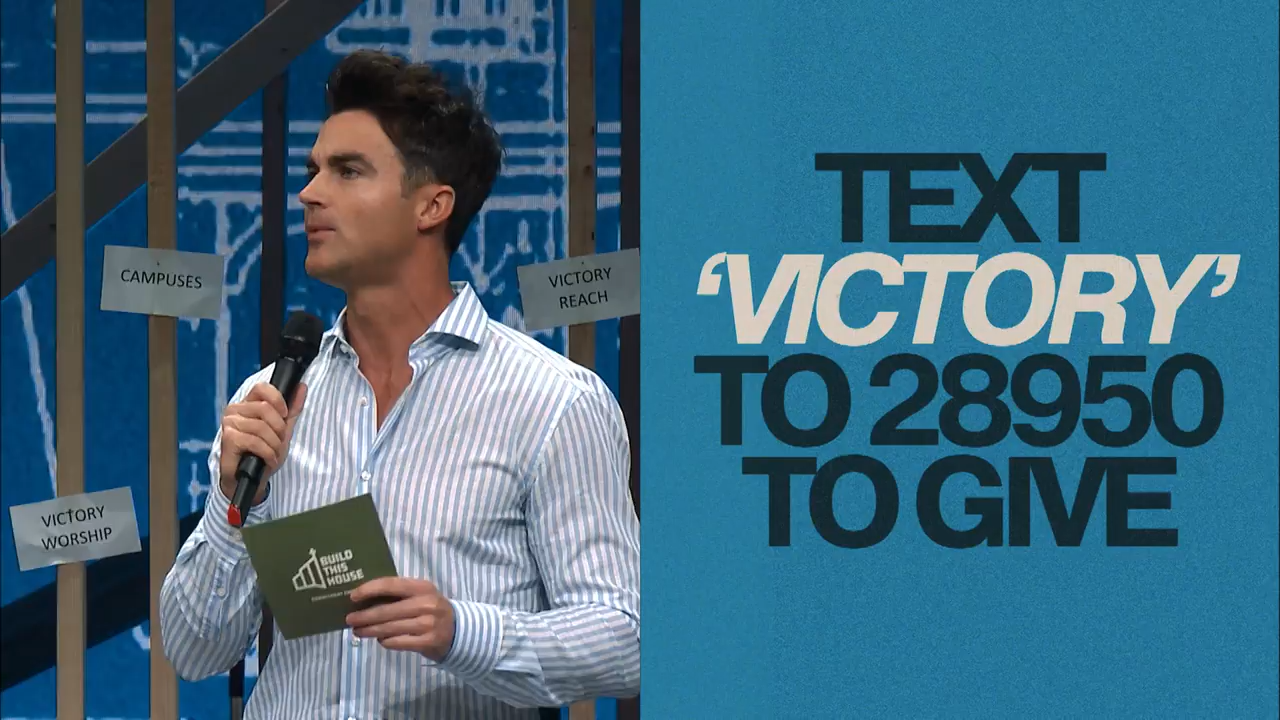 CAMPUSES
VICTORY
REACH
VICTORY
WORSHIP
BUILD
THIS
HOUSE
TEXT
‘VICTORY’
TO 28950
TO GIVE